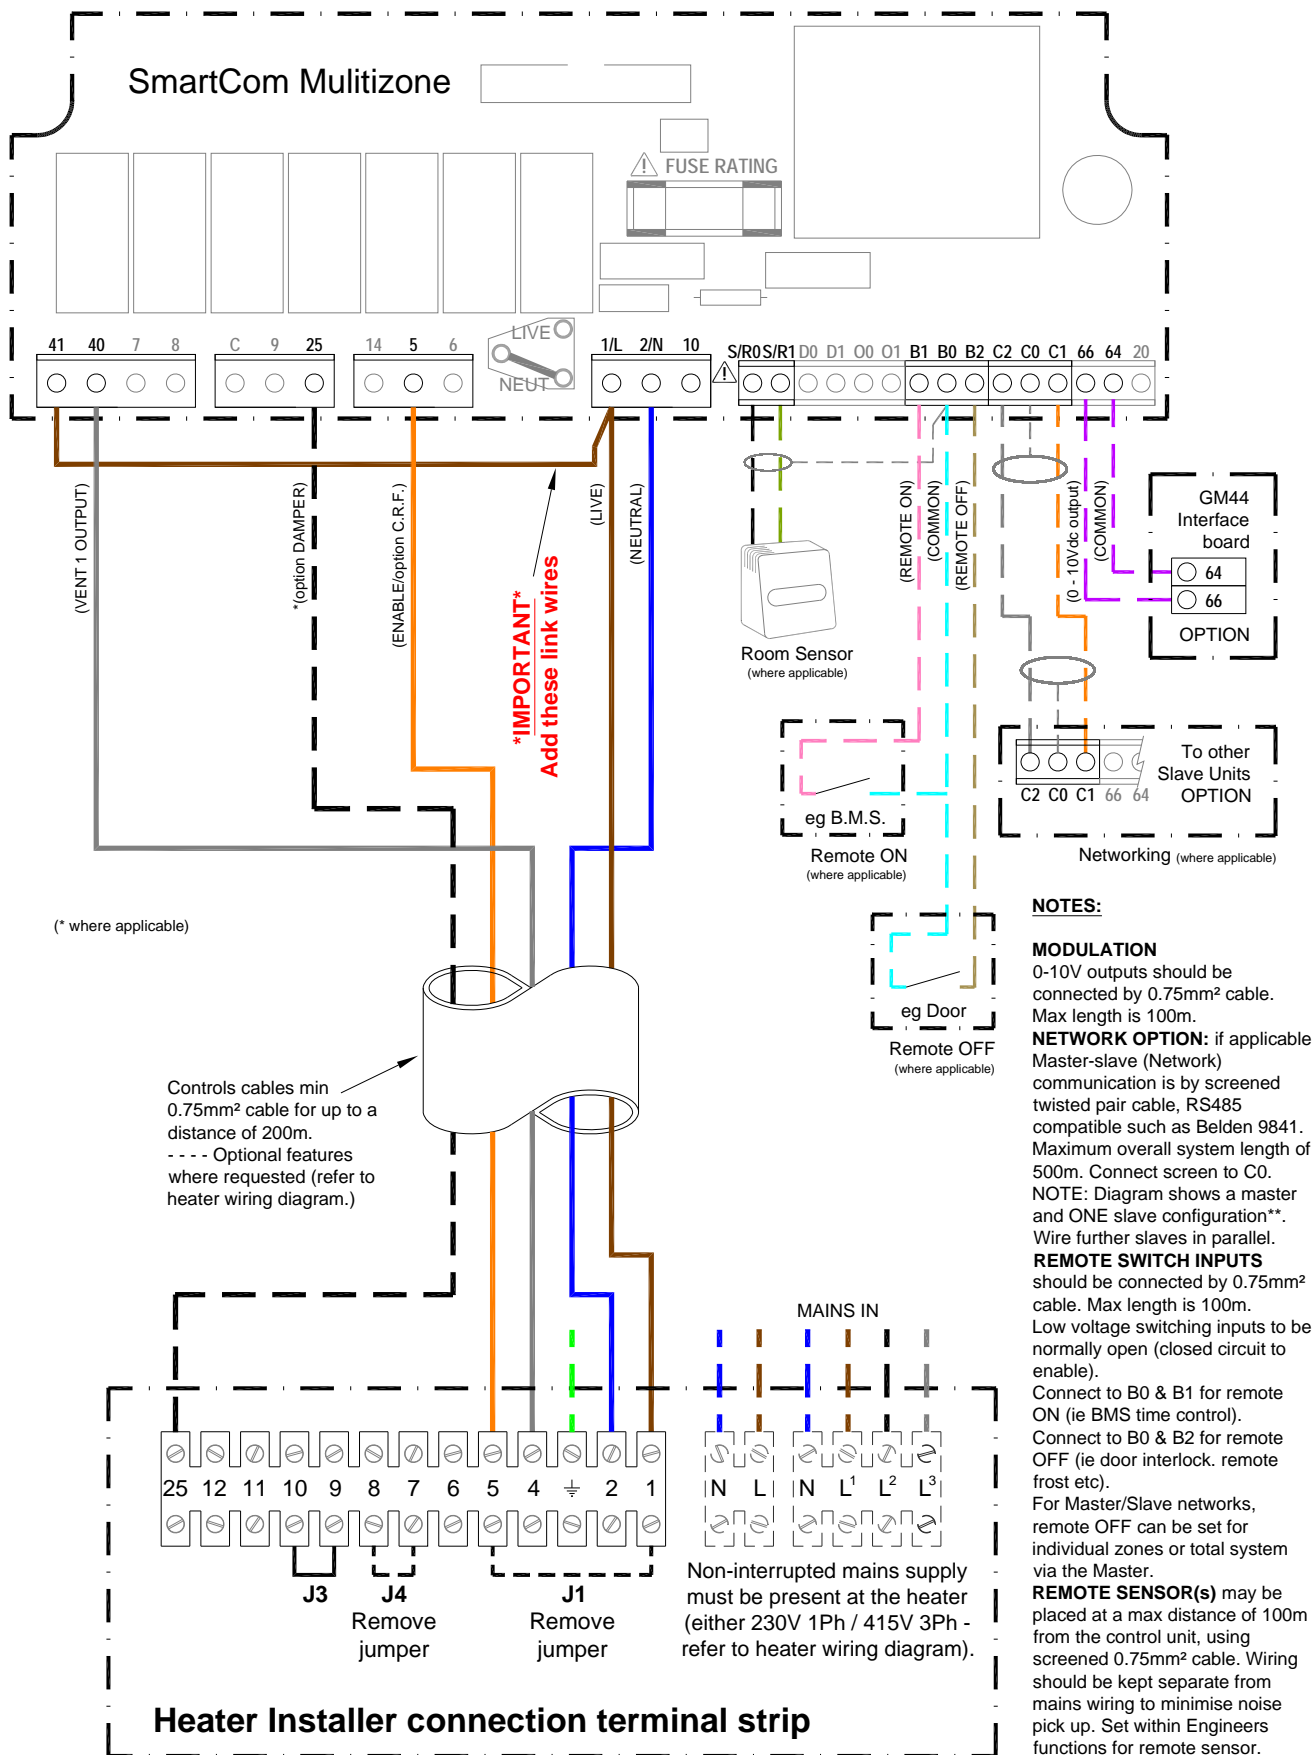 SmartCom Mulitizone
FUSE RATING
LIVE
NEUT
41 40 7 8
C 9 25
14 5 6
1/L 2/N 10
S/R0 S/R1 D0 D1 O0 O1 B1 B0 B2 C2 C0 C1 66 64 20
(VENT 1 OUTPUT)
*(option DAMPER)
(ENABLE/option C.R.F.)
*IMPORTANT*
Add these link wires
(LIVE)
(NEUTRAL)
(REMOTE ON)
(COMMON)
(REMOTE OFF)
(0 - 10V dc output)
(COMMON)
GM44
Interface
board
64
66
OPTION
Room Sensor
(where applicable)
eg B.M.S.
Remote ON
(where applicable)
To other
Slave Units
OPTION
C2 C0 C1 66 64
Networking (where applicable)
eg Door
Remote OFF
(where applicable)
(* where applicable)
Controls cables min
0.75mm² cable for up to a
distance of 200m.
- - - - Optional features
where requested (refer to
heater wiring diagram.)
NOTES:
MODULATION
0-10V outputs should be
connected by 0.75mm² cable.
Max length is 100m.
NETWORK OPTION: if applicable
Master-slave (Network)
communication is by screened
twisted pair cable, RS485
compatible such as Belden 9841.
Maximum overall system length of
500m. Connect screen to C0.
NOTE: Diagram shows a master
and ONE slave configuration**.
Wire further slaves in parallel.
REMOTE SWITCH INPUTS
should be connected by 0.75mm²
cable. Max length is 100m.
Low voltage switching inputs to be
normally open (closed circuit to
enable).
Connect to B0 & B1 for remote
ON (ie BMS time control).
Connect to B0 & B2 for remote
OFF (ie door interlock. remote
frost etc).
For Master/Slave networks,
remote OFF can be set for
individual zones or total system
via the Master.
REMOTE SENSOR(s) may be
placed at a max distance of 100m
from the control unit, using
screened 0.75mm² cable. Wiring
should be kept separate from
mains wiring to minimise noise
pick up. Set within Engineers
functions for remote sensor.
MAINS IN
25 12 11 10 9 8 7 6 5 4 ⏚ 2 1
N L
N L¹ L² L³
J3
J4
Remove
jumper
J1
Remove
jumper
Non-interrupted mains supply
must be present at the heater
(either 230V 1Ph / 415V 3Ph -
refer to heater wiring diagram).
Heater Installer connection terminal strip